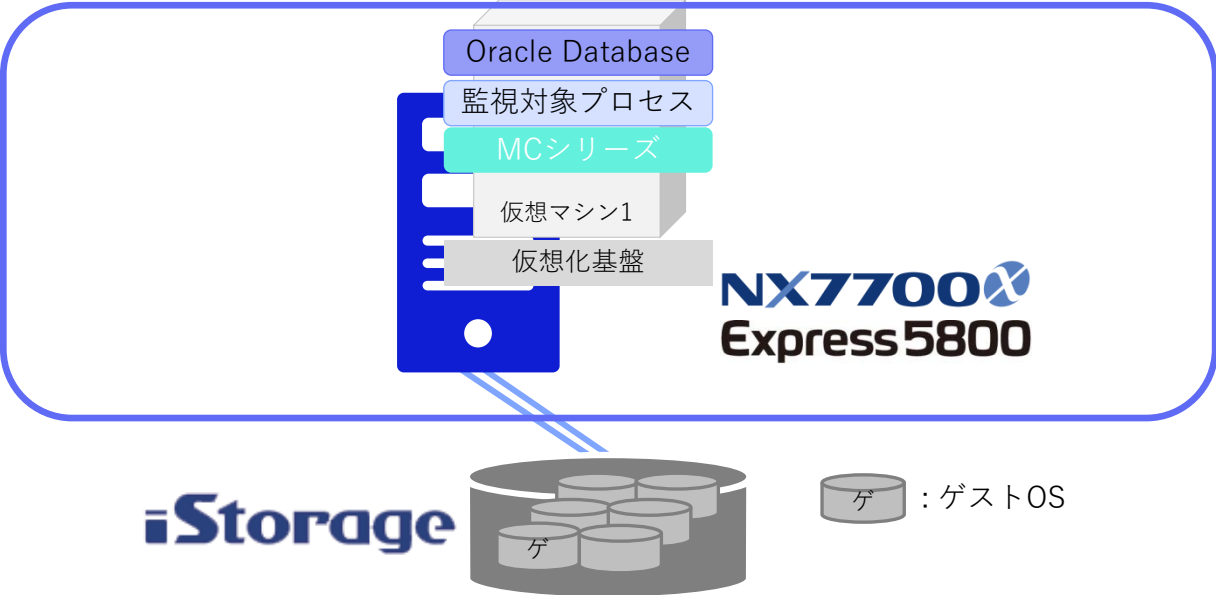 Oracle Database
監視対象プロセス
MCシリーズ
仮想マシン1
仮想化基盤
NX7700X
Express5800
iStorage
ゲ
ゲ
：ゲストOS